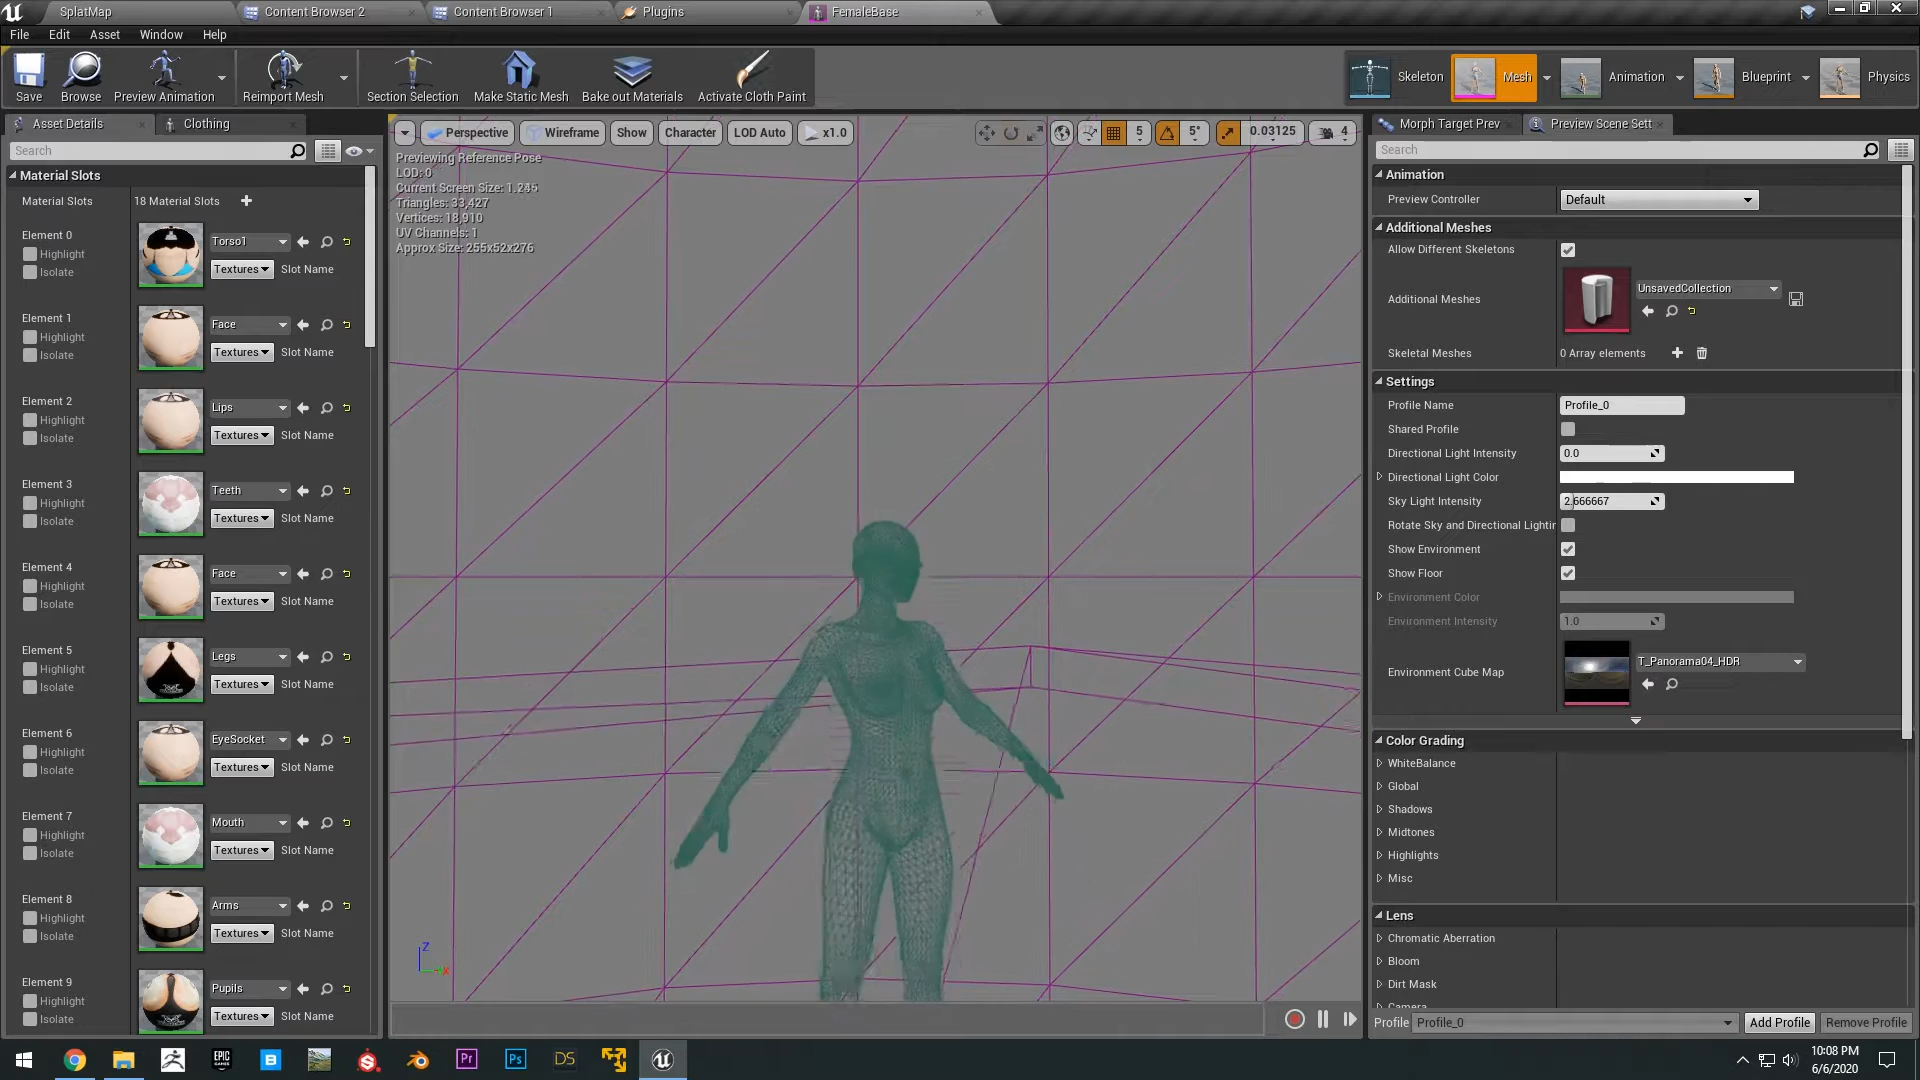 SplatMap
Content Browser 2
Content Browser 1
Plugins
FemaleBase
File
Edit
Asset
Window
Help
Save
Browse
Preview Animation
Reimport Mesh
Section Selection
Make Static Mesh
Bake out Materials
Activate Cloth Paint
Skeleton
Mesh
Animation
Blueprint
Physics
Asset Details
Clothing
Search
Material Slots
Material Slots
18 Material Slots
Element 0
Highlight
Isolate
Torso1
Textures
Slot Name
Element 1
Highlight
Isolate
Face
Textures
Slot Name
Element 2
Highlight
Isolate
Lips
Textures
Slot Name
Element 3
Highlight
Isolate
Teeth
Textures
Slot Name
Element 4
Highlight
Isolate
Face
Textures
Slot Name
Element 5
Highlight
Isolate
Legs
Textures
Slot Name
Element 6
Highlight
Isolate
EyeSocket
Textures
Slot Name
Element 7
Highlight
Isolate
Mouth
Textures
Slot Name
Element 8
Highlight
Isolate
Arms
Textures
Slot Name
Element 9
Highlight
Isolate
Pupils
Textures
Slot Name
Perspective
Wireframe
Show
Character
LOD Auto
x1.0
5
5°
0.03125
4
Previewing Reference Pose
LOD: 0
Current Screen Size: 1.245
Triangles: 33,427
Vertices: 18,910
UV Channels: 1
Approx Size: 255x52x276
Z
X
Morph Target Prev
Preview Scene Sett
Search
Animation
Preview Controller
Default
Additional Meshes
Allow Different Skeletons
Additional Meshes
UnsavedCollection
Skeletal Meshes
0 Array elements
Settings
Profile Name
Profile_0
Shared Profile
Directional Light Intensity
0.0
Directional Light Color
Sky Light Intensity
2.666667
Rotate Sky and Directional Lightin
Show Environment
Show Floor
Environment Color
Environment Intensity
1.0
Environment Cube Map
T_Panorama04_HDR
Color Grading
WhiteBalance
Global
Shadows
Midtones
Highlights
Misc
Lens
Chromatic Aberration
Bloom
Dirt Mask
Camera
Profile
Profile_0
Add Profile
Remove Profile
EPIC
GAMES
B
S
Pr
Ps
DS
10:08 PM
6/6/2020